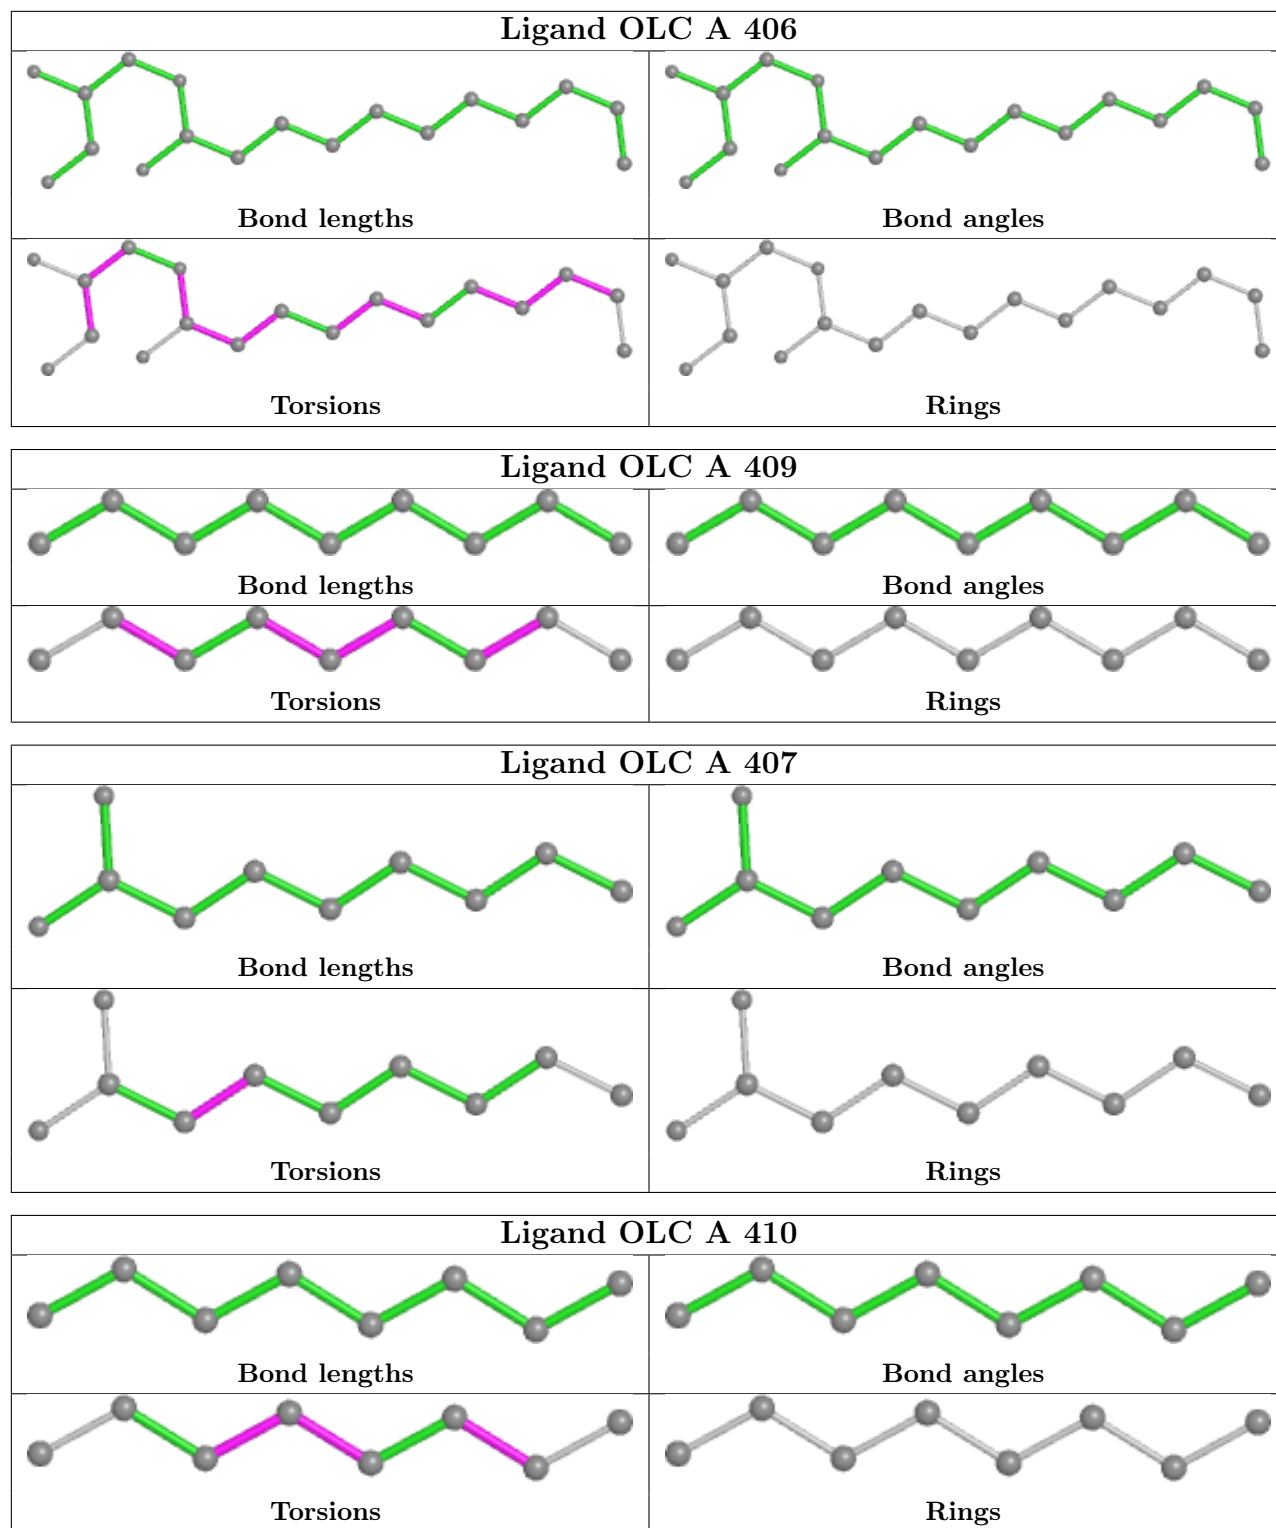 Ligand OLC A 406
Bond lengths
Bond angles
Torsions
Rings
Ligand OLC A 409
Bond lengths
Bond angles
Torsions
Rings
Ligand OLC A 407
Bond lengths
Bond angles
Torsions
Rings
Ligand OLC A 410
Bond lengths
Bond angles
Torsions
Rings